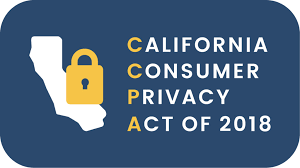 CALIFORNIA
CONSUMER
PRIVACY
ACT OF 2018